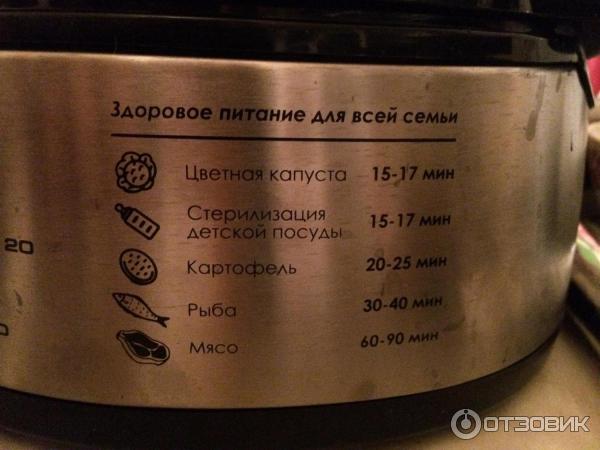 Здоровое питание для всей семьи
Цветная капуста 15-17 мин
Стерилизация
детской посуды 15-17 мин
Картофель 20-25 мин
Рыба 30-40 мин
Мясо 60-90 мин
20
0
ОТЗОВИК